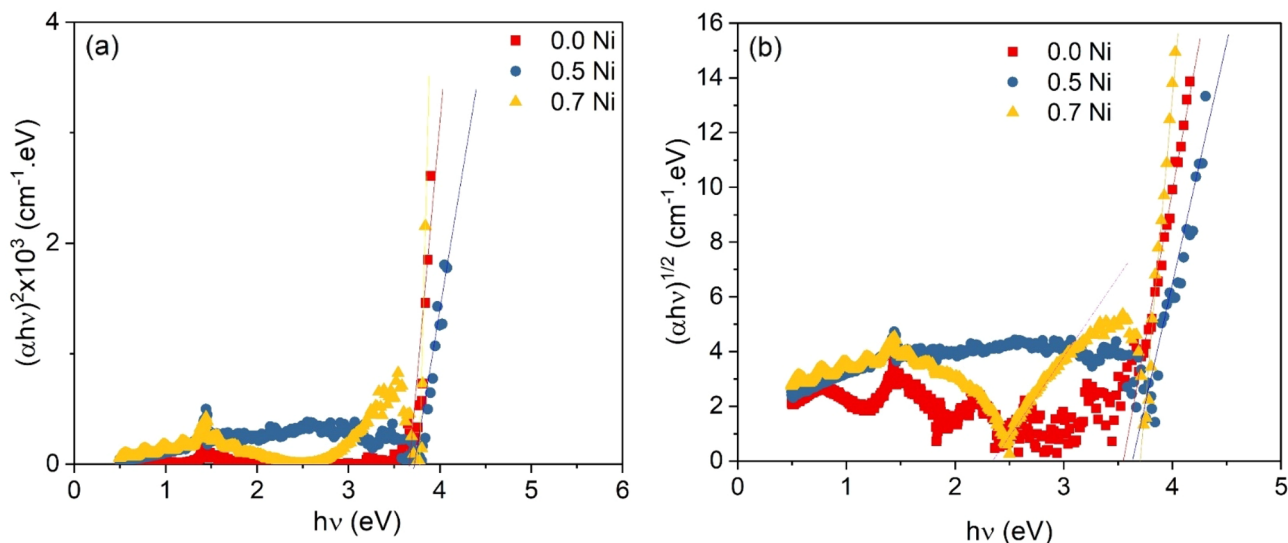 (a)
0.0 Ni
0.5 Ni
0.7 Ni
(αhν)²x10³ (cm⁻¹.eV)
4
2
0
0 1 2 3 4 5 6
hν (eV)
(b)
0.0 Ni
0.5 Ni
0.7 Ni
(αhν)¹/² (cm⁻¹.eV)
16
14
12
10
8
6
4
2
0
0 1 2 3 4 5
hν (eV)